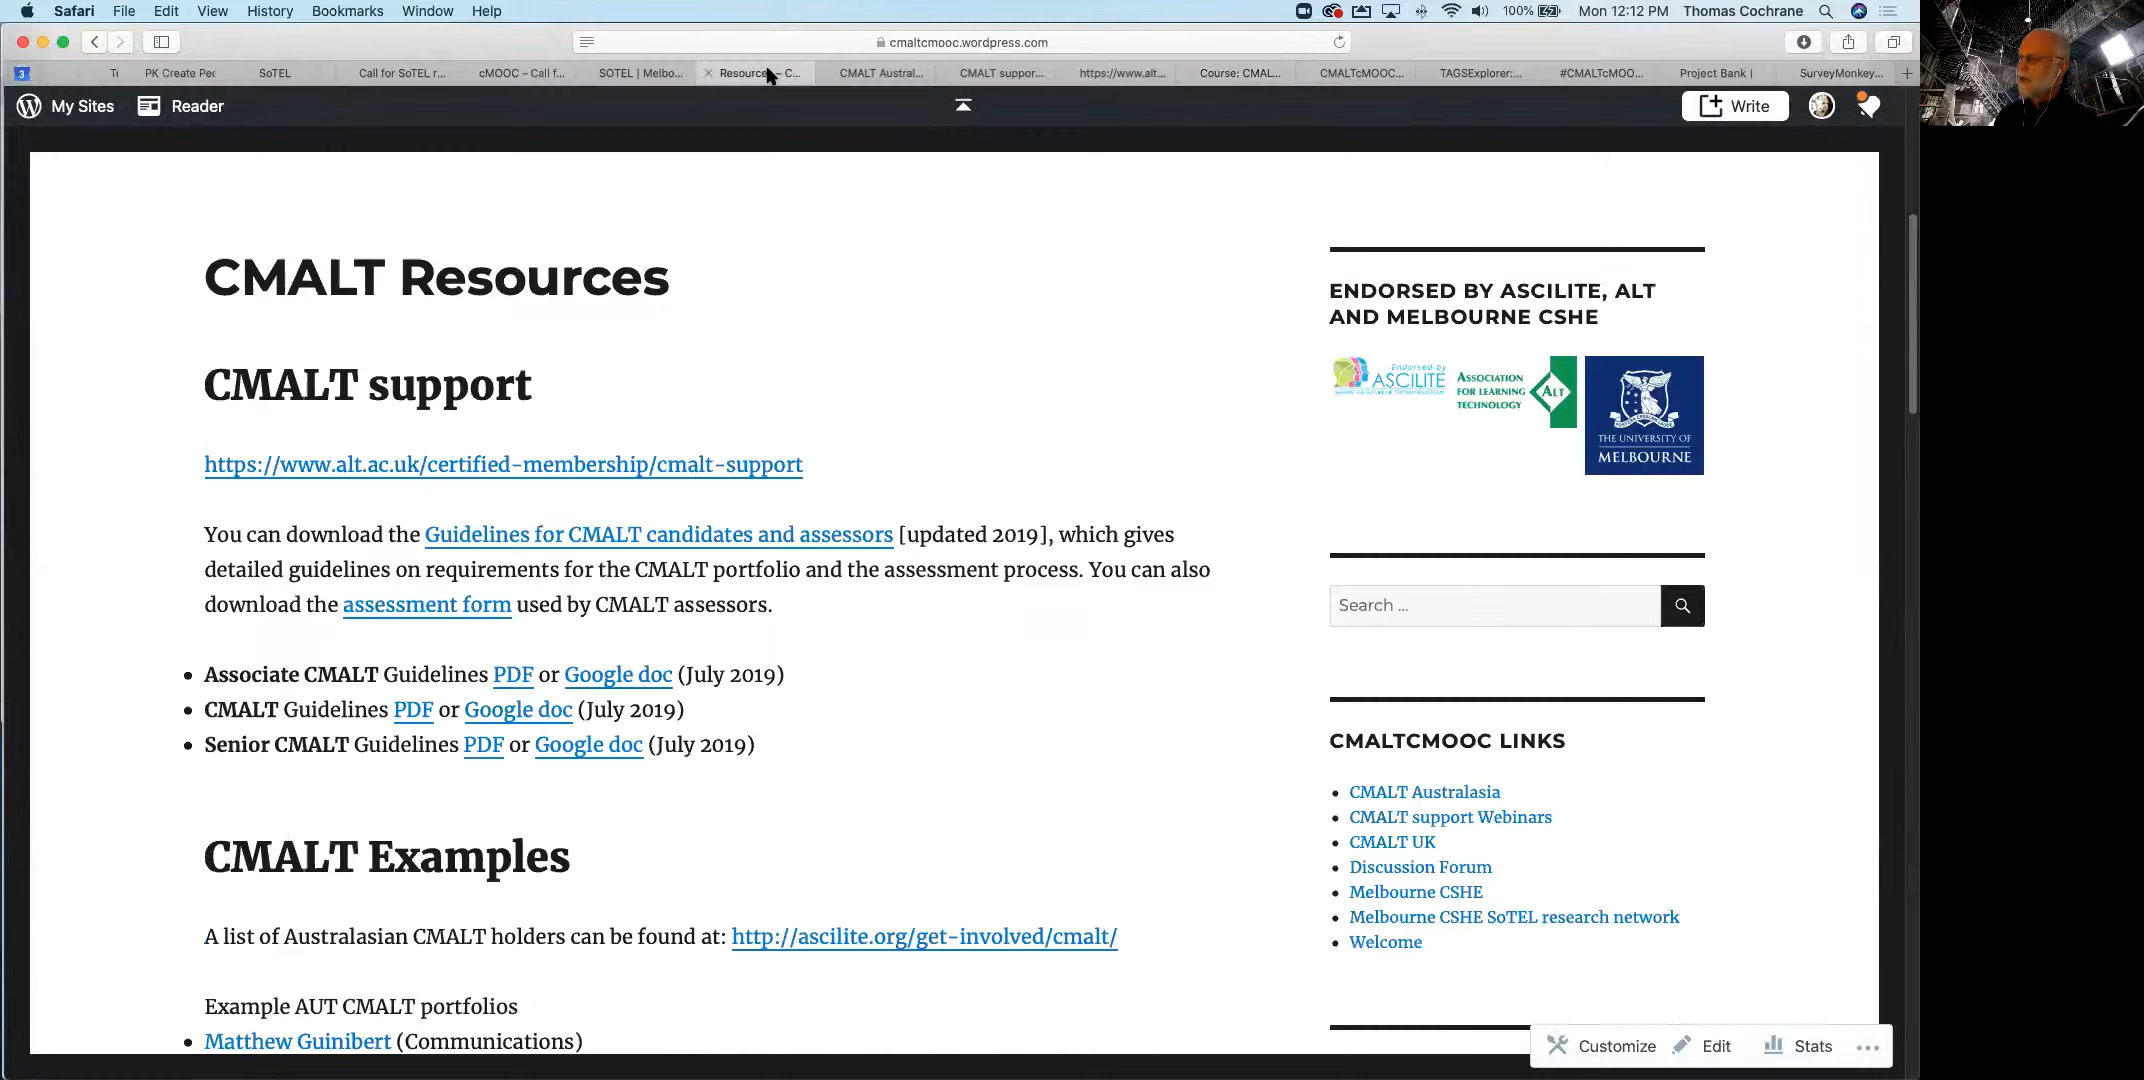 Safari File Edit View History Bookmarks Window Help 100% Mon 12:12 PM Thomas Cochrane
cmaltcmooc.wordpress.com
3 PK Create Pec SoTEL Call for SoTEL r... cMOOC – Call f... SOTEL | Melbo... Resources – C... CMALT Austral... CMALT suppor... https://www.alt... Course: CMAL... CMALTcMOOC... TAGSExplorer:... #CMALTcMOO... Project Bank | SurveyMonkey...
My Sites Reader Write
CMALT Resources
CMALT support
https://www.alt.ac.uk/certified-membership/cmalt-support
You can download the Guidelines for CMALT candidates and assessors [updated 2019], which gives
detailed guidelines on requirements for the CMALT portfolio and the assessment process. You can also
download the assessment form used by CMALT assessors.
Associate CMALT Guidelines PDF or Google doc (July 2019)
CMALT Guidelines PDF or Google doc (July 2019)
Senior CMALT Guidelines PDF or Google doc (July 2019)
CMALT Examples
A list of Australasian CMALT holders can be found at: http://ascilite.org/get-involved/cmalt/
Example AUT CMALT portfolios
Matthew Guinibert (Communications)
ENDORSED BY ASCILITE, ALT
AND MELBOURNE CSHE
Endorsed by
ASCILITE
ASSOCIATION
FOR LEARNING
TECHNOLOGY
ALT
THE UNIVERSITY OF
MELBOURNE
Search ...
CMALTCMOOC LINKS
CMALT Australasia
CMALT support Webinars
CMALT UK
Discussion Forum
Melbourne CSHE
Melbourne CSHE SoTEL research network
Welcome
Customize Edit Stats